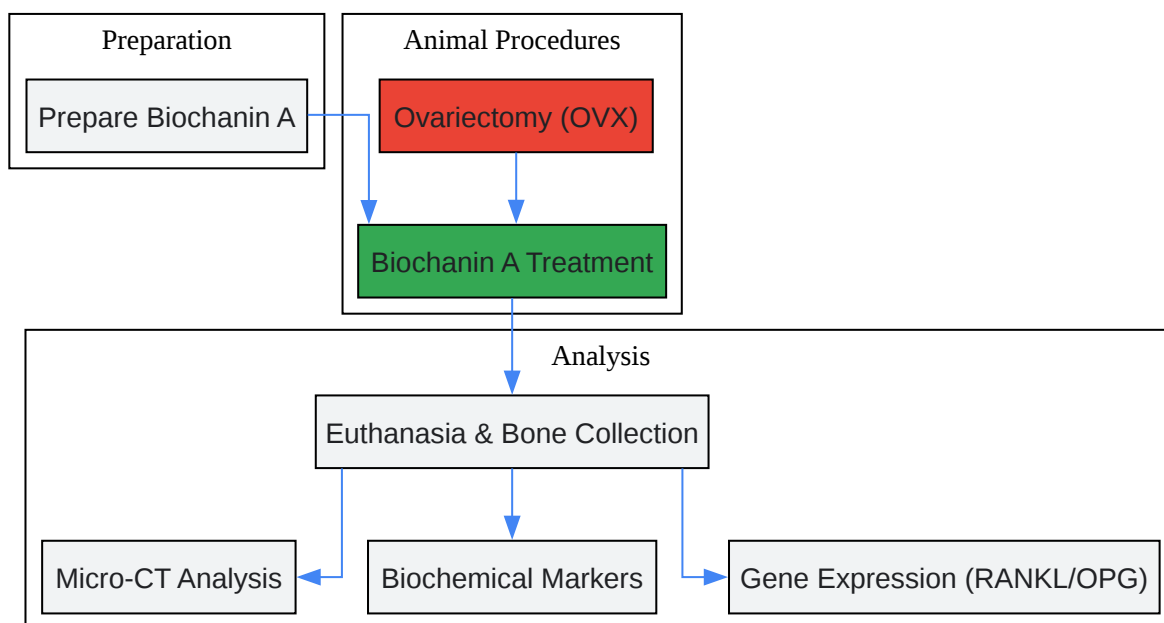 Preparation
Animal Procedures
Prepare Biochanin A
Ovariectomy (OVX)
Biochanin A Treatment
Analysis
Euthanasia & Bone Collection
Micro-CT Analysis
Biochemical Markers
Gene Expression (RANKL/OPG)